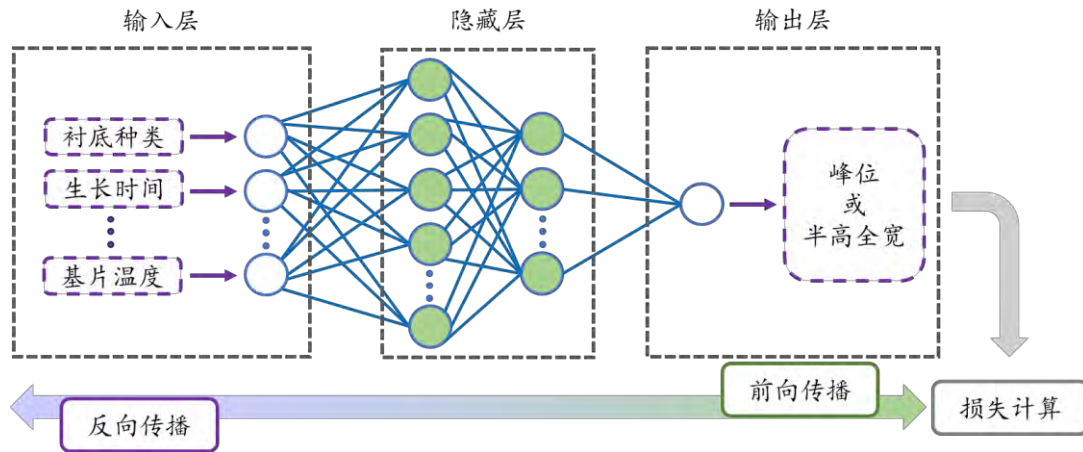 输入层
隐藏层
输出层
衬底种类
生长时间
基片温度
峰位
或
半高全宽
前向传播
反向传播
损失计算